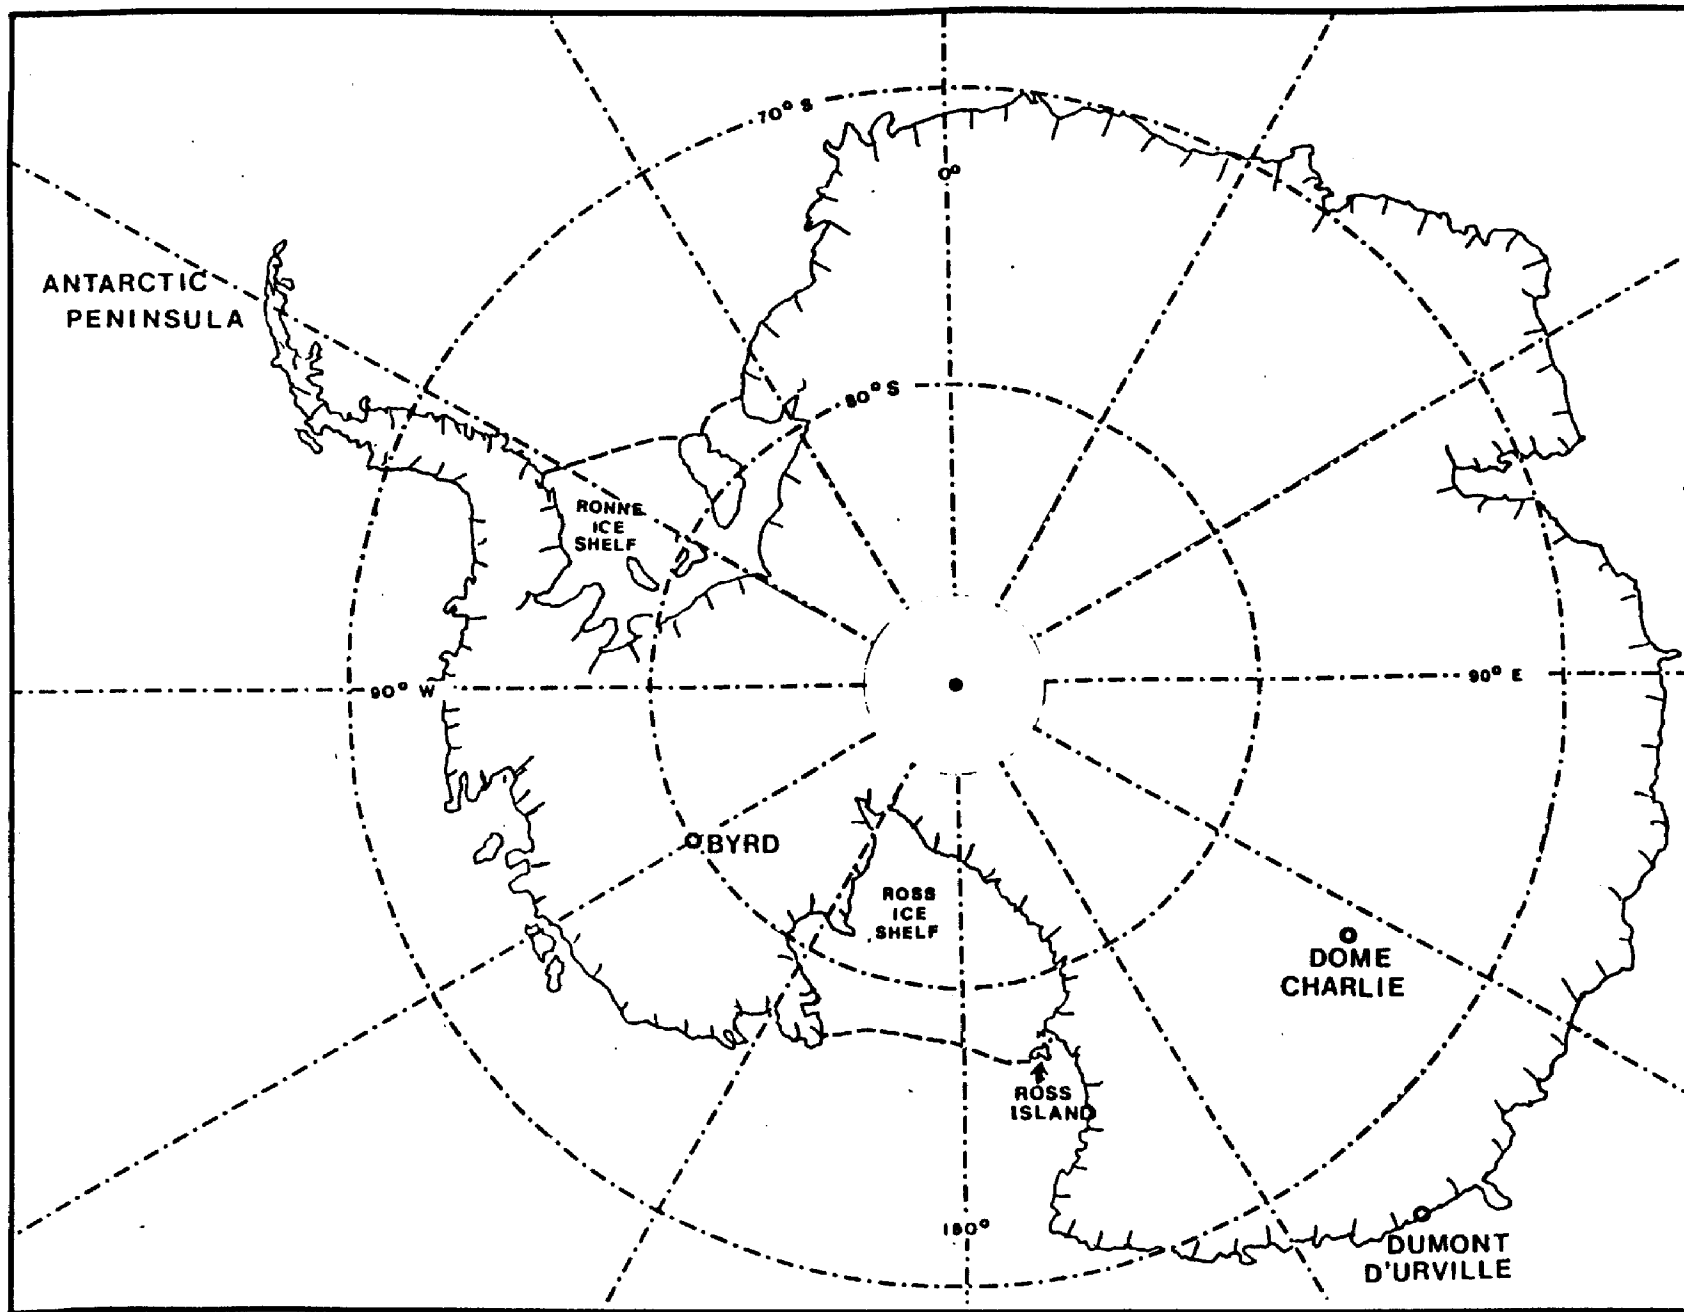 70° S
0°
ANTARCTIC
PENINSULA
80° S
RONNE
ICE
SHELF
90° W
90° E
BYRD
ROSS
ICE
SHELF
DOME
CHARLIE
ROSS
ISLAND
180°
DUMONT
D'URVILLE